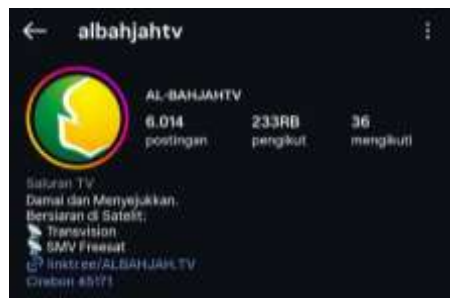 albahjahtv
AL-BAHJAHTV
6.014 233RB 36
postingan pengikut mengikuti
Saluran TV
Damai dan Menyejukkan.
Bersiaran di Satelit:
Transvision
SMV Freesat
linktr.ee/ALBAHJAH.TV
Cirebon 45171